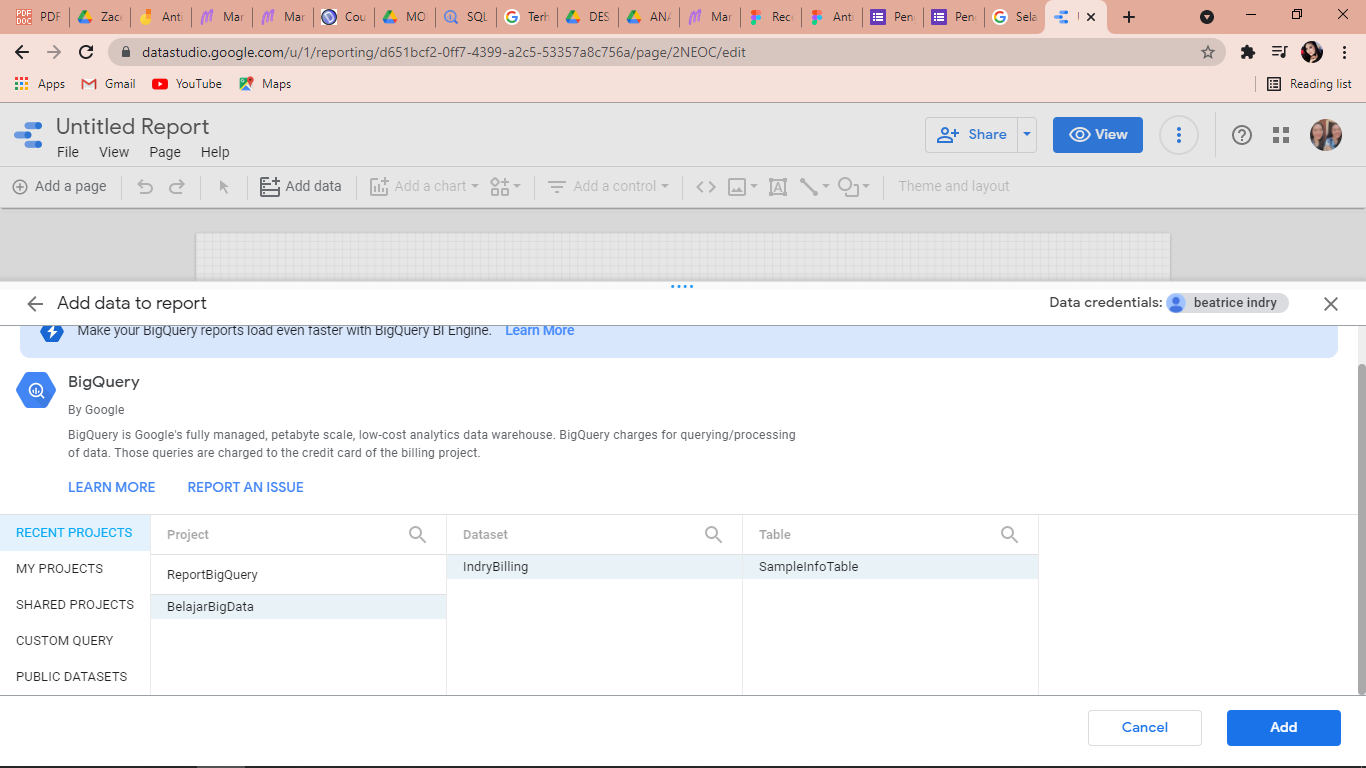 PDF DOC PDF Zacc Anti Mar Mar Cou MO SQL Terh DES ANA Mar Rec Anti Pen Pen Sela
datastudio.google.com/u/1/reporting/d651bcf2-0ff7-4399-a2c5-53357a8c756a/page/2NEOC/edit
Apps Gmail YouTube Maps Reading list
Untitled Report
File View Page Help
Share View
Add a page Add data Add a chart Add a control Theme and layout
Add data to report Data credentials: beatrice indry
Make your BigQuery reports load even faster with BigQuery BI Engine. Learn More
BigQuery
By Google
BigQuery is Google's fully managed, petabyte scale, low-cost analytics data warehouse. BigQuery charges for querying/processing
of data. Those queries are charged to the credit card of the billing project.
LEARN MORE REPORT AN ISSUE
RECENT PROJECTS Project Dataset Table
MY PROJECTS ReportBigQuery IndryBilling SampleInfoTable
SHARED PROJECTS BelajarBigData
CUSTOM QUERY
PUBLIC DATASETS
Cancel Add